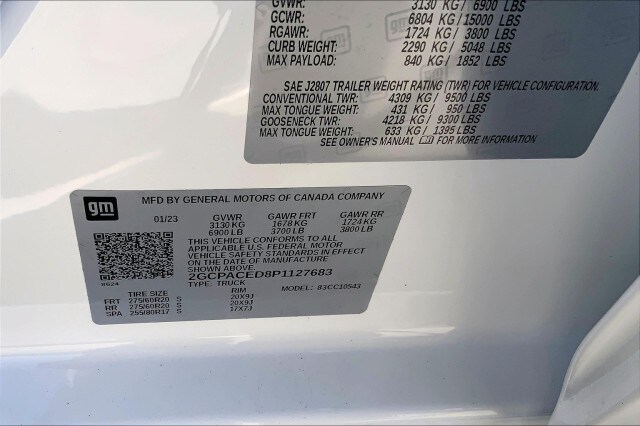 GVWR: 3130 KG / 6900 LBS
GCWR: 6804 KG / 15000 LBS
RGAWR: 1724 KG / 3800 LBS
CURB WEIGHT: 2290 KG / 5048 LBS
MAX PAYLOAD: 840 KG / 1852 LBS
SAE J2807 TRAILER WEIGHT RATING (TWR) FOR VEHICLE CONFIGURATION.
CONVENTIONAL TWR: 4309 KG / 9500 LBS
MAX TONGUE WEIGHT: 431 KG / 950 LBS
GOOSENECK TWR: 4218 KG / 9300 LBS
MAX TONGUE WEIGHT: 633 KG / 1395 LBS
SEE OWNER'S MANUAL FOR MORE INFORMATION
gm
MFD BY GENERAL MOTORS OF CANADA COMPANY
01/23 GVWR GAWR FRT GAWR RR
3130 KG 1678 KG 1724 KG
6900 LB 3700 LB 3800 LB
THIS VEHICLE CONFORMS TO ALL
APPLICABLE U.S. FEDERAL MOTOR
VEHICLE SAFETY STANDARDS IN EFFECT
ON THE DATE OF MANUFACTURE
2GCPACED8P1127683
8624
TYPE: TRUCK MODEL: 83CC10543
TIRE SIZE RIM
FRT 275/60R20 S 20X9J
RR 275/60R20 S 20X9J
SPA 255/80R17 S 17X7J